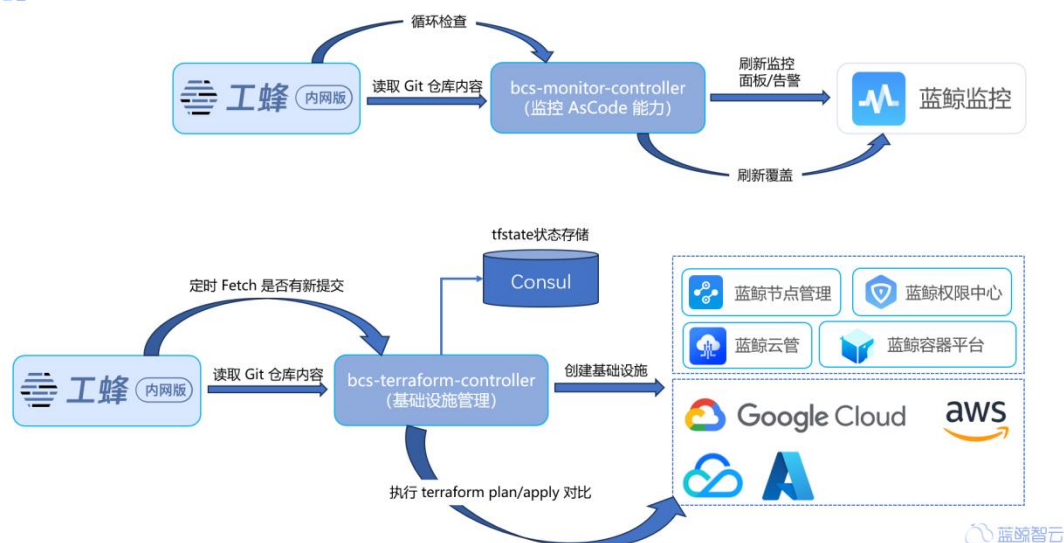 循环检查
工蜂 内网版
读取 Git 仓库内容
bcs-monitor-controller
（监控 AsCode 能力）
刷新监控
面板/告警
蓝鲸监控
刷新覆盖
tfstate状态存储
Consul
定时 Fetch 是否有新提交
工蜂 内网版
读取 Git 仓库内容
bcs-terraform-controller
（基础设施管理）
创建基础设施
蓝鲸节点管理
蓝鲸权限中心
蓝鲸云管
蓝鲸容器平台
Google Cloud
aws
执行 terraform plan/apply 对比
蓝鲸智云